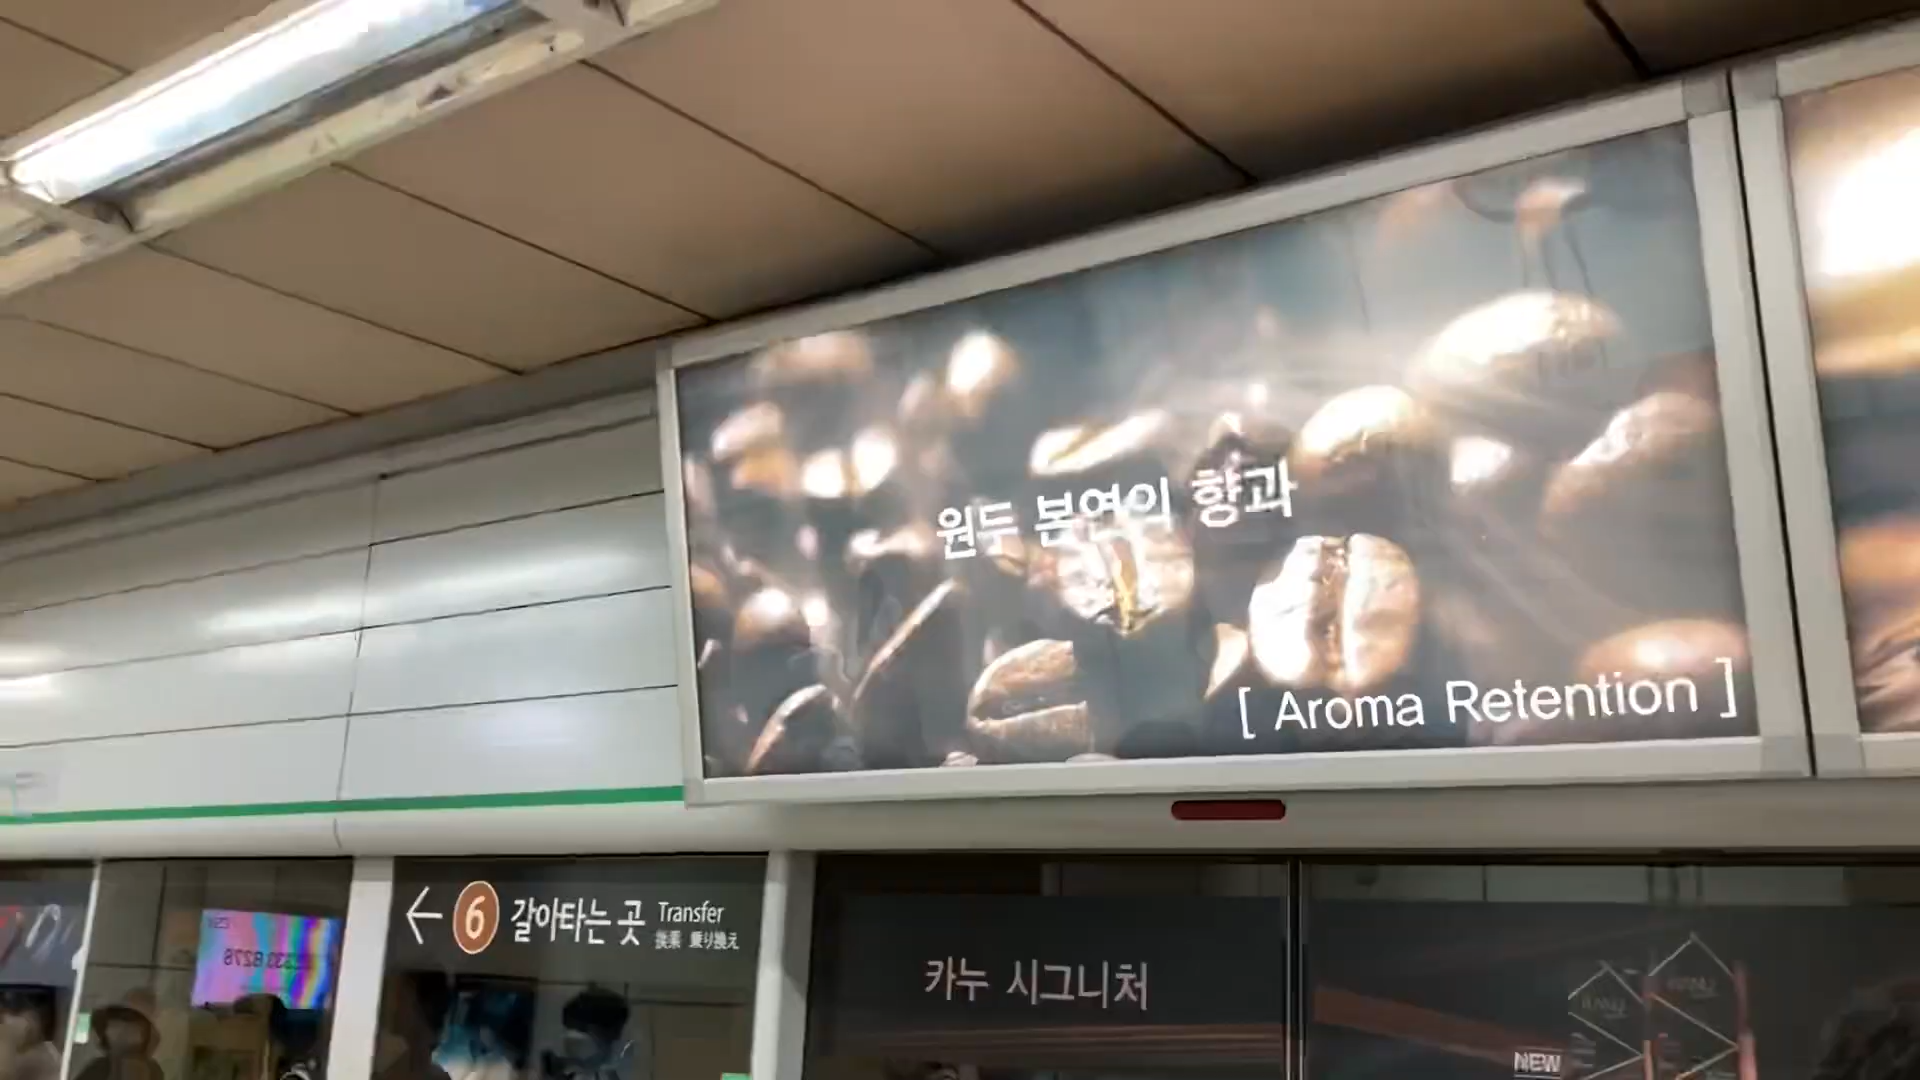 원두 본연의 향과
[ Aroma Retention ]
← 6 갈아타는 곳 Transfer
換乘 乗り換え
카누 시그니처
NEW